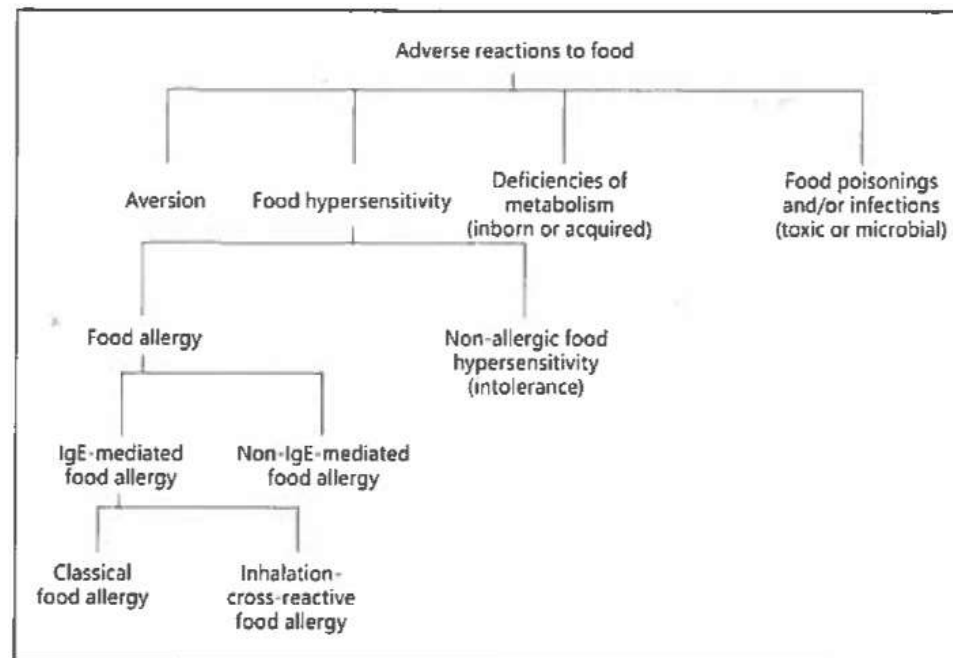 Adverse reactions to food
Aversion
Food hypersensitivity
Deficiencies of
metabolism
(inborn or acquired)
Food poisonings
and/or infections
(toxic or microbial)
Food allergy
Non-allergic food
hypersensitivity
(intolerance)
IgE-mediated
food allergy
Non-IgE-mediated
food allergy
Classical
food allergy
Inhalation-
cross-reactive
food allergy